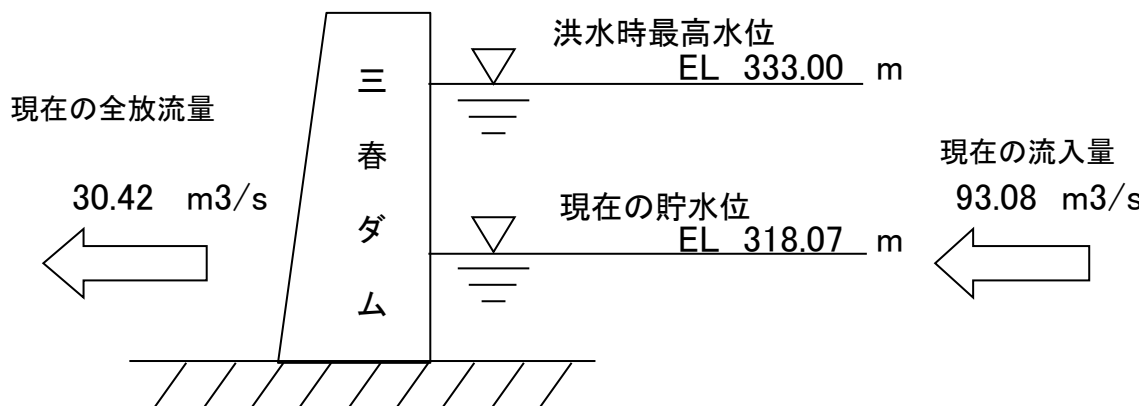 洪水時最高水位
EL 333.00 m
現在の全放流量
30.42 m3/s
三春ダム
現在の貯水位
EL 318.07 m
現在の流入量
93.08 m3/s